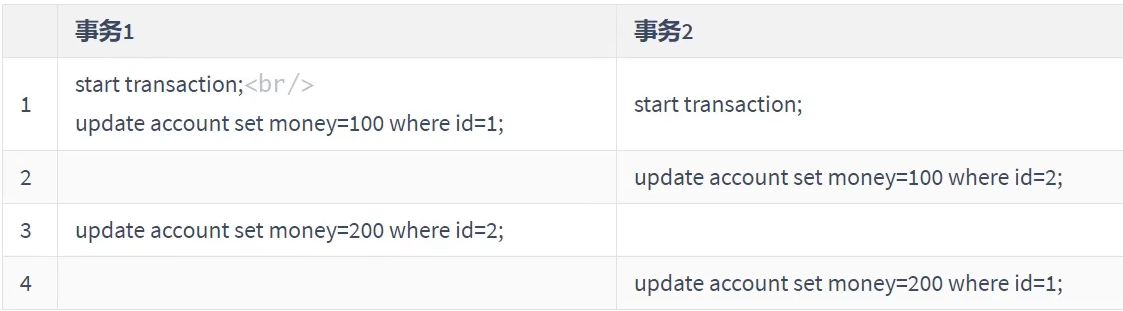 事务1 事务2
1 start transaction;<br/>
update account set money=100 where id=1; start transaction;
2 update account set money=100 where id=2;
3 update account set money=200 where id=2;
4 update account set money=200 where id=1;